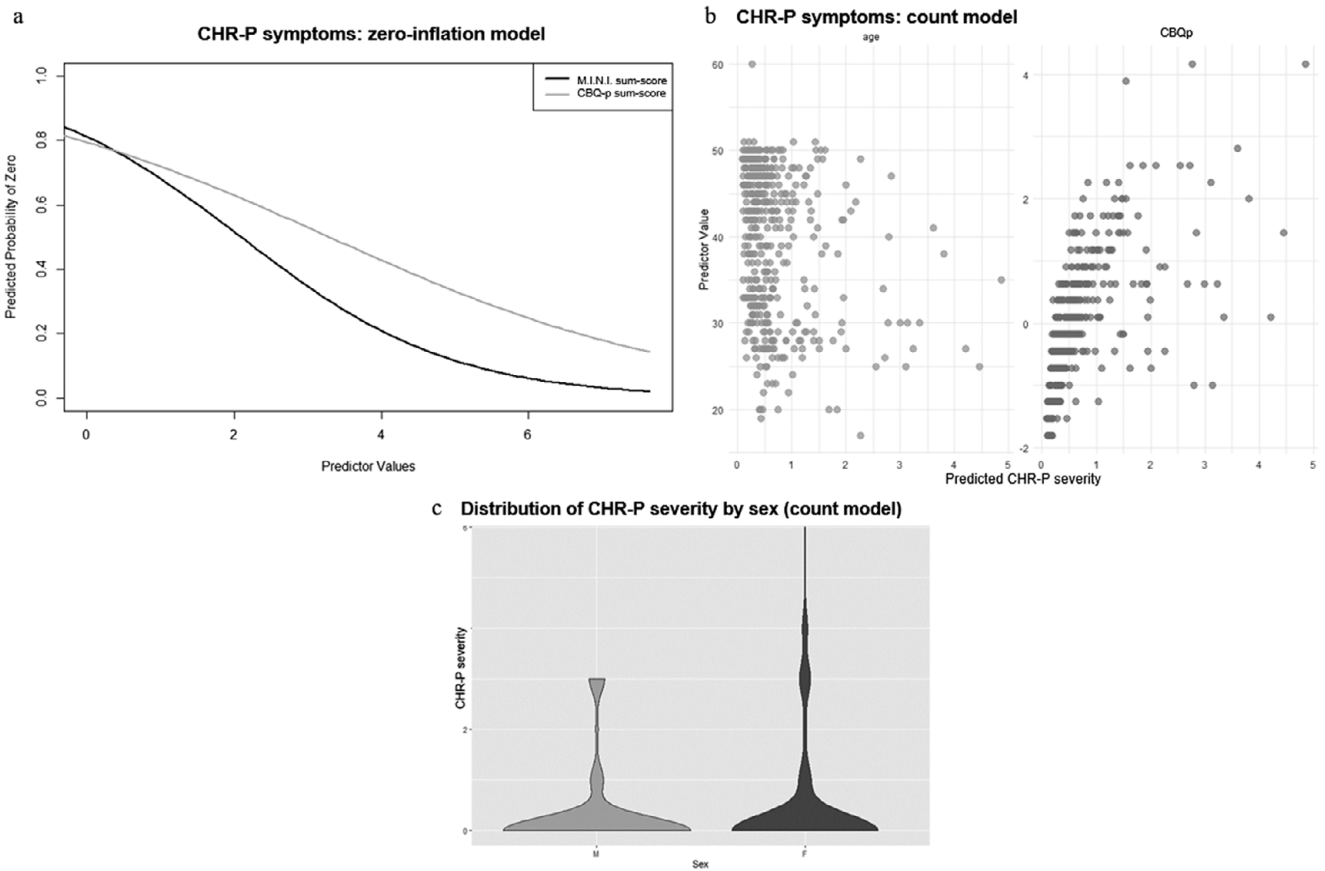 a
CHR-P symptoms: zero-inflation model
M.I.N.I. sum-score
CBQ-p sum-score
Predicted Probability of Zero
1.0
0.8
0.6
0.4
0.2
0.0
0
2
4
6
Predictor Values
b
CHR-P symptoms: count model
age
CBQp
Predictor Value
60
50
40
30
20
0
1
2
3
4
5
4
2
0
-2
0
1
2
3
4
5
Predicted CHR-P severity
c
Distribution of CHR-P severity by sex (count model)
CHR-P severity
6
2
0
M
F
Sex